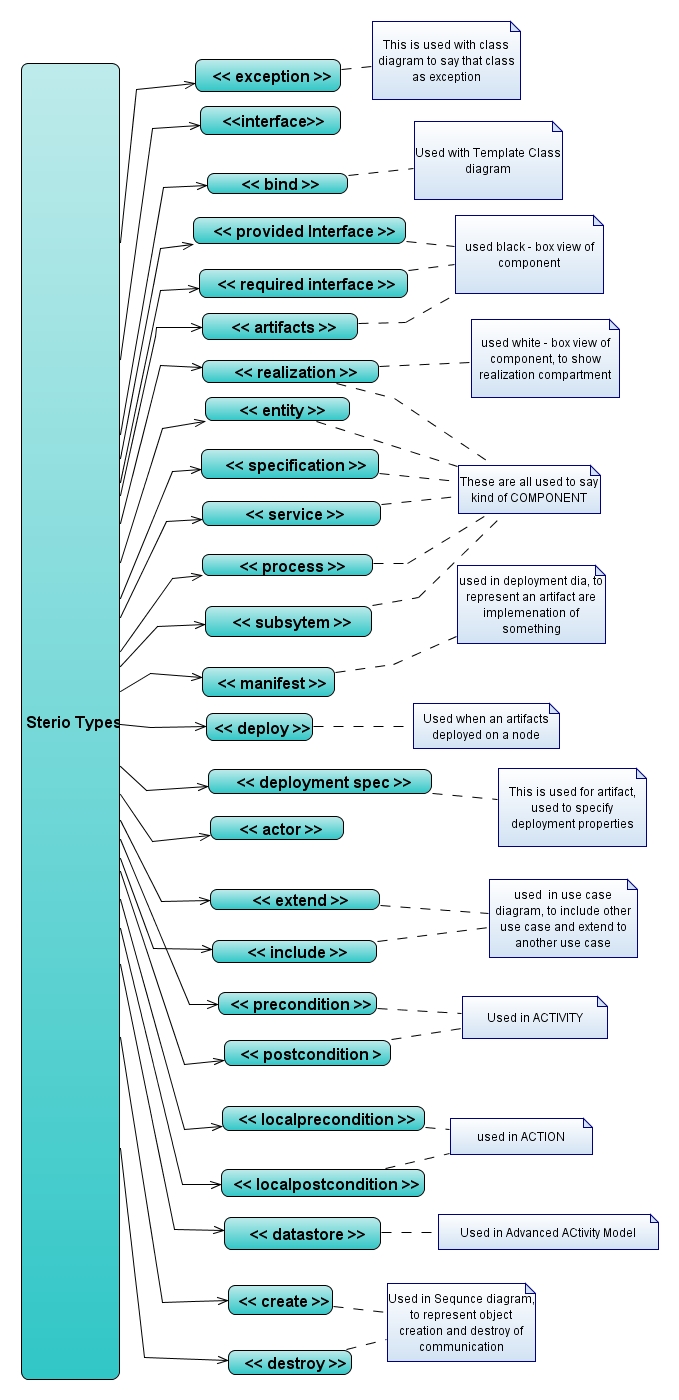 This is used with class
diagram to say that class
as exception
<< exception >>
<<interface>>
Used with Template Class
diagram
<< bind >>
<< provided Interface >>
used black - box view of
component
<< required interface >>
<< artifacts >>
used white - box view of
component, to show
realization compartment
<< realization >>
<< entity >>
<< specification >>
These are all used to say
kind of COMPONENT
<< service >>
<< process >>
used in deployment dia, to
represent an artifact are
implemenation of
something
<< subsytem >>
<< manifest >>
Sterio Types
<< deploy >>
Used when an artifacts
deployed on a node
<< deployment spec >>
This is used for artifact,
used to specify
deployment properties
<< actor >>
<< extend >>
used  in use case
diagram, to include other
use case and extend to
another use case
<< include >>
<< precondition >>
Used in ACTIVITY
<< postcondition >
<< localprecondition >>
used in ACTION
<< localpostcondition >>
<< datastore >>
Used in Advanced ACtivity Model
<< create >>
Used in Sequnce diagram,
to represent object
creation and destroy of
communication
<< destroy >>